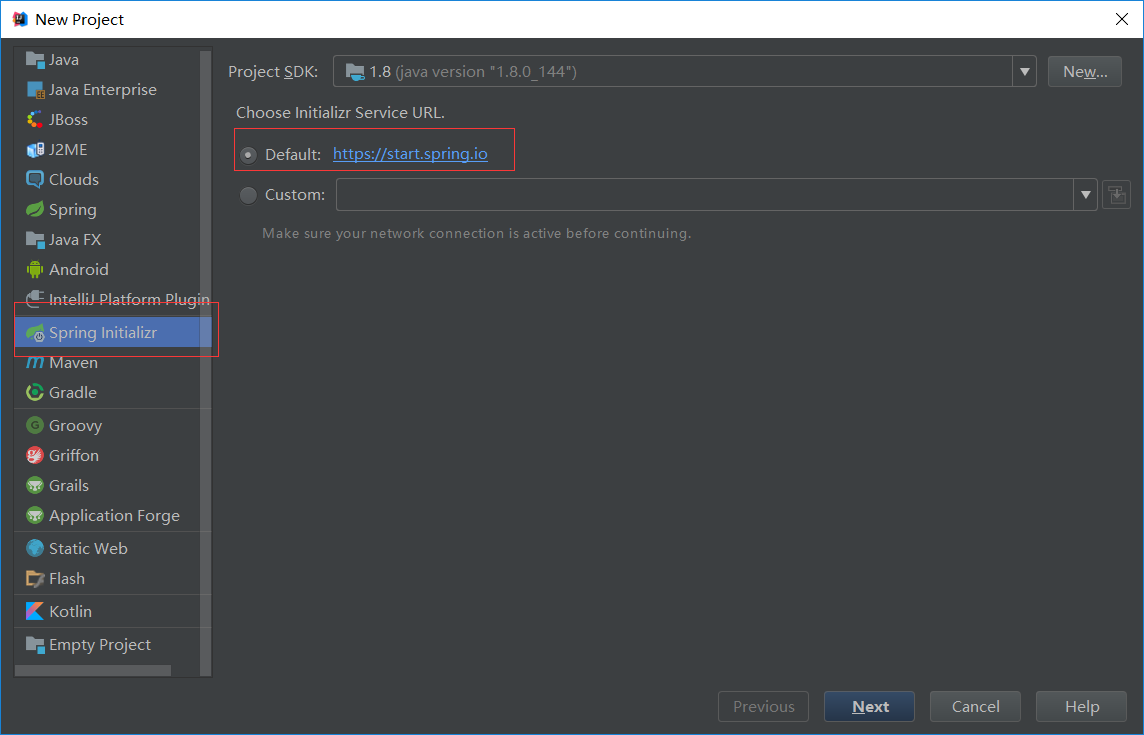 New Project
Java
Java Enterprise
JBoss
J2ME
Clouds
Spring
Java FX
Android
IntelliJ Platform Plugin
Spring Initializr
Maven
Gradle
Groovy
Griffon
Grails
Application Forge
Static Web
Flash
Kotlin
Empty Project
Project SDK: 1.8 (java version "1.8.0_144") New...
Choose Initializr Service URL.
Default: https://start.spring.io
Custom:
Make sure your network connection is active before continuing.
Previous Next Cancel Help